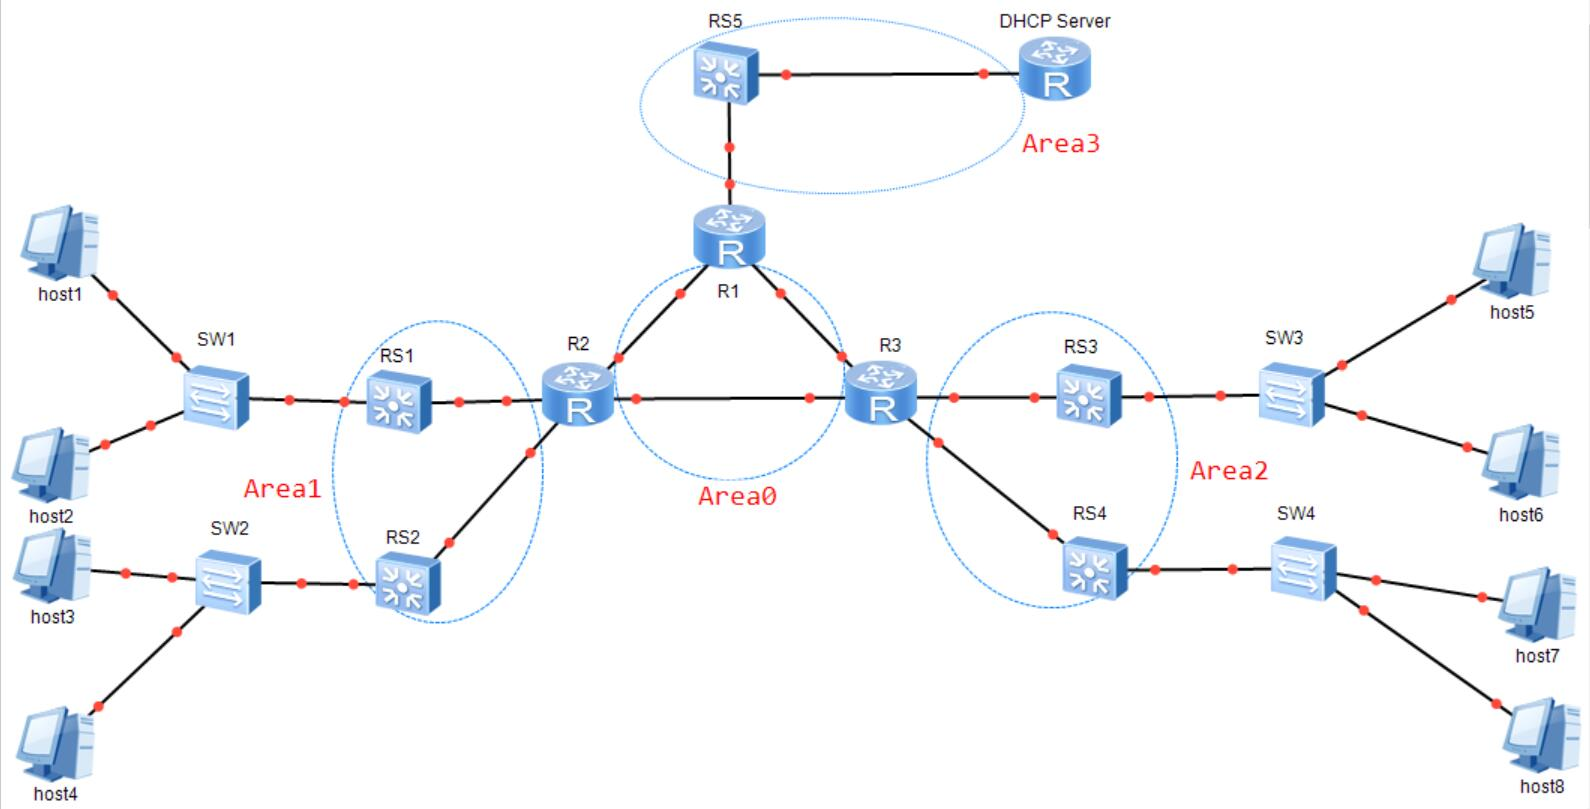 RS5
DHCP Server
R
Area3
R
R1
host1
host5
SW1
RS1
R2
R3
RS3
SW3
R
R
host2
Area1
Area0
Area2
host6
SW2
RS2
RS4
SW4
host3
host7
host4
host8